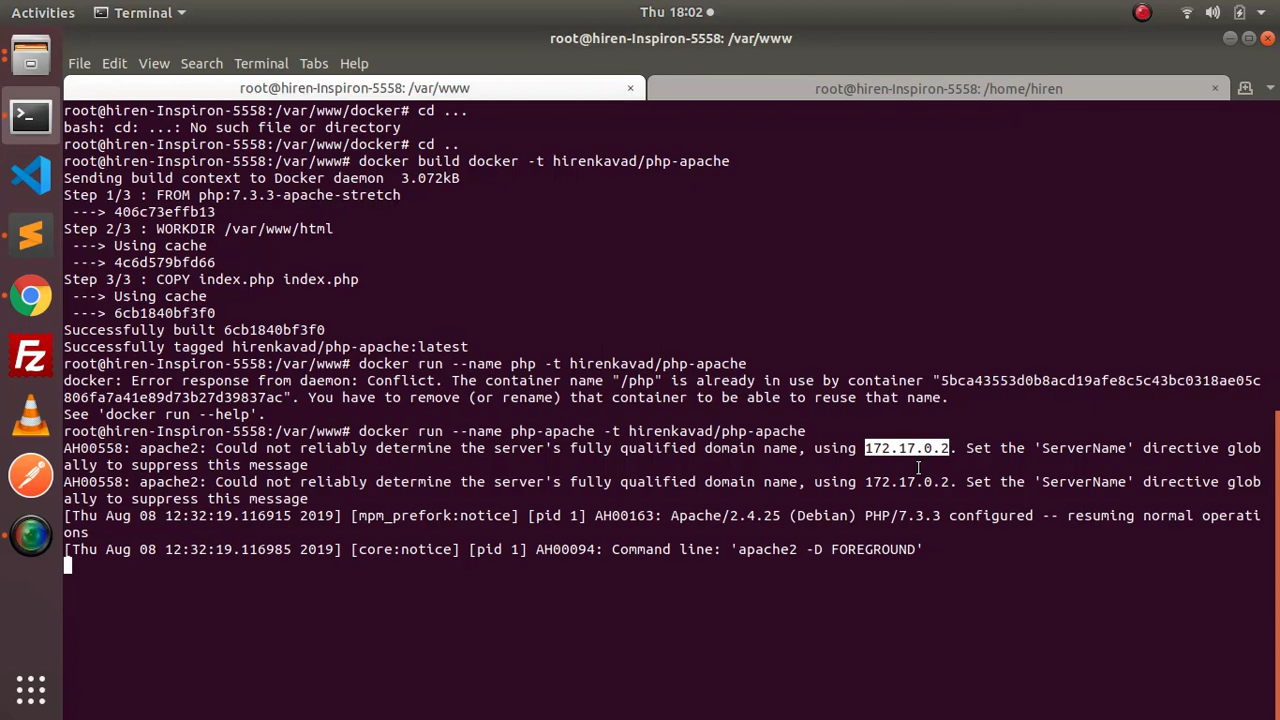 Activities Terminal Thu 18:02
root@hiren-Inspiron-5558: /var/www
File Edit View Search Terminal Tabs Help
root@hiren-Inspiron-5558: /var/www × root@hiren-Inspiron-5558: /home/hiren ×
root@hiren-Inspiron-5558:/var/www/docker# cd ...
bash: cd: ...: No such file or directory
root@hiren-Inspiron-5558:/var/www/docker# cd ..
root@hiren-Inspiron-5558:/var/www# docker build docker -t hirenkavad/php-apache
Sending build context to Docker daemon  3.072kB
Step 1/3 : FROM php:7.3.3-apache-stretch
 ---> 406c73effb13
Step 2/3 : WORKDIR /var/www/html
 ---> Using cache
 ---> 4c6d579bfd66
Step 3/3 : COPY index.php index.php
 ---> Using cache
 ---> 6cb1840bf3f0
Successfully built 6cb1840bf3f0
Successfully tagged hirenkavad/php-apache:latest
root@hiren-Inspiron-5558:/var/www# docker run --name php -t hirenkavad/php-apache
docker: Error response from daemon: Conflict. The container name "/php" is already in use by container "5bca43553d0b8acd19afe8c5c43bc0318ae05c
806fa7a41e89d73b27d39837ac". You have to remove (or rename) that container to be able to reuse that name.
See 'docker run --help'.
root@hiren-Inspiron-5558:/var/www# docker run --name php-apache -t hirenkavad/php-apache
AH00558: apache2: Could not reliably determine the server's fully qualified domain name, using 172.17.0.2. Set the 'ServerName' directive glob
ally to suppress this message
AH00558: apache2: Could not reliably determine the server's fully qualified domain name, using 172.17.0.2. Set the 'ServerName' directive glob
ally to suppress this message
[Thu Aug 08 12:32:19.116915 2019] [mpm_prefork:notice] [pid 1] AH00163: Apache/2.4.25 (Debian) PHP/7.3.3 configured -- resuming normal operati
ons
[Thu Aug 08 12:32:19.116985 2019] [core:notice] [pid 1] AH00094: Command line: 'apache2 -D FOREGROUND'